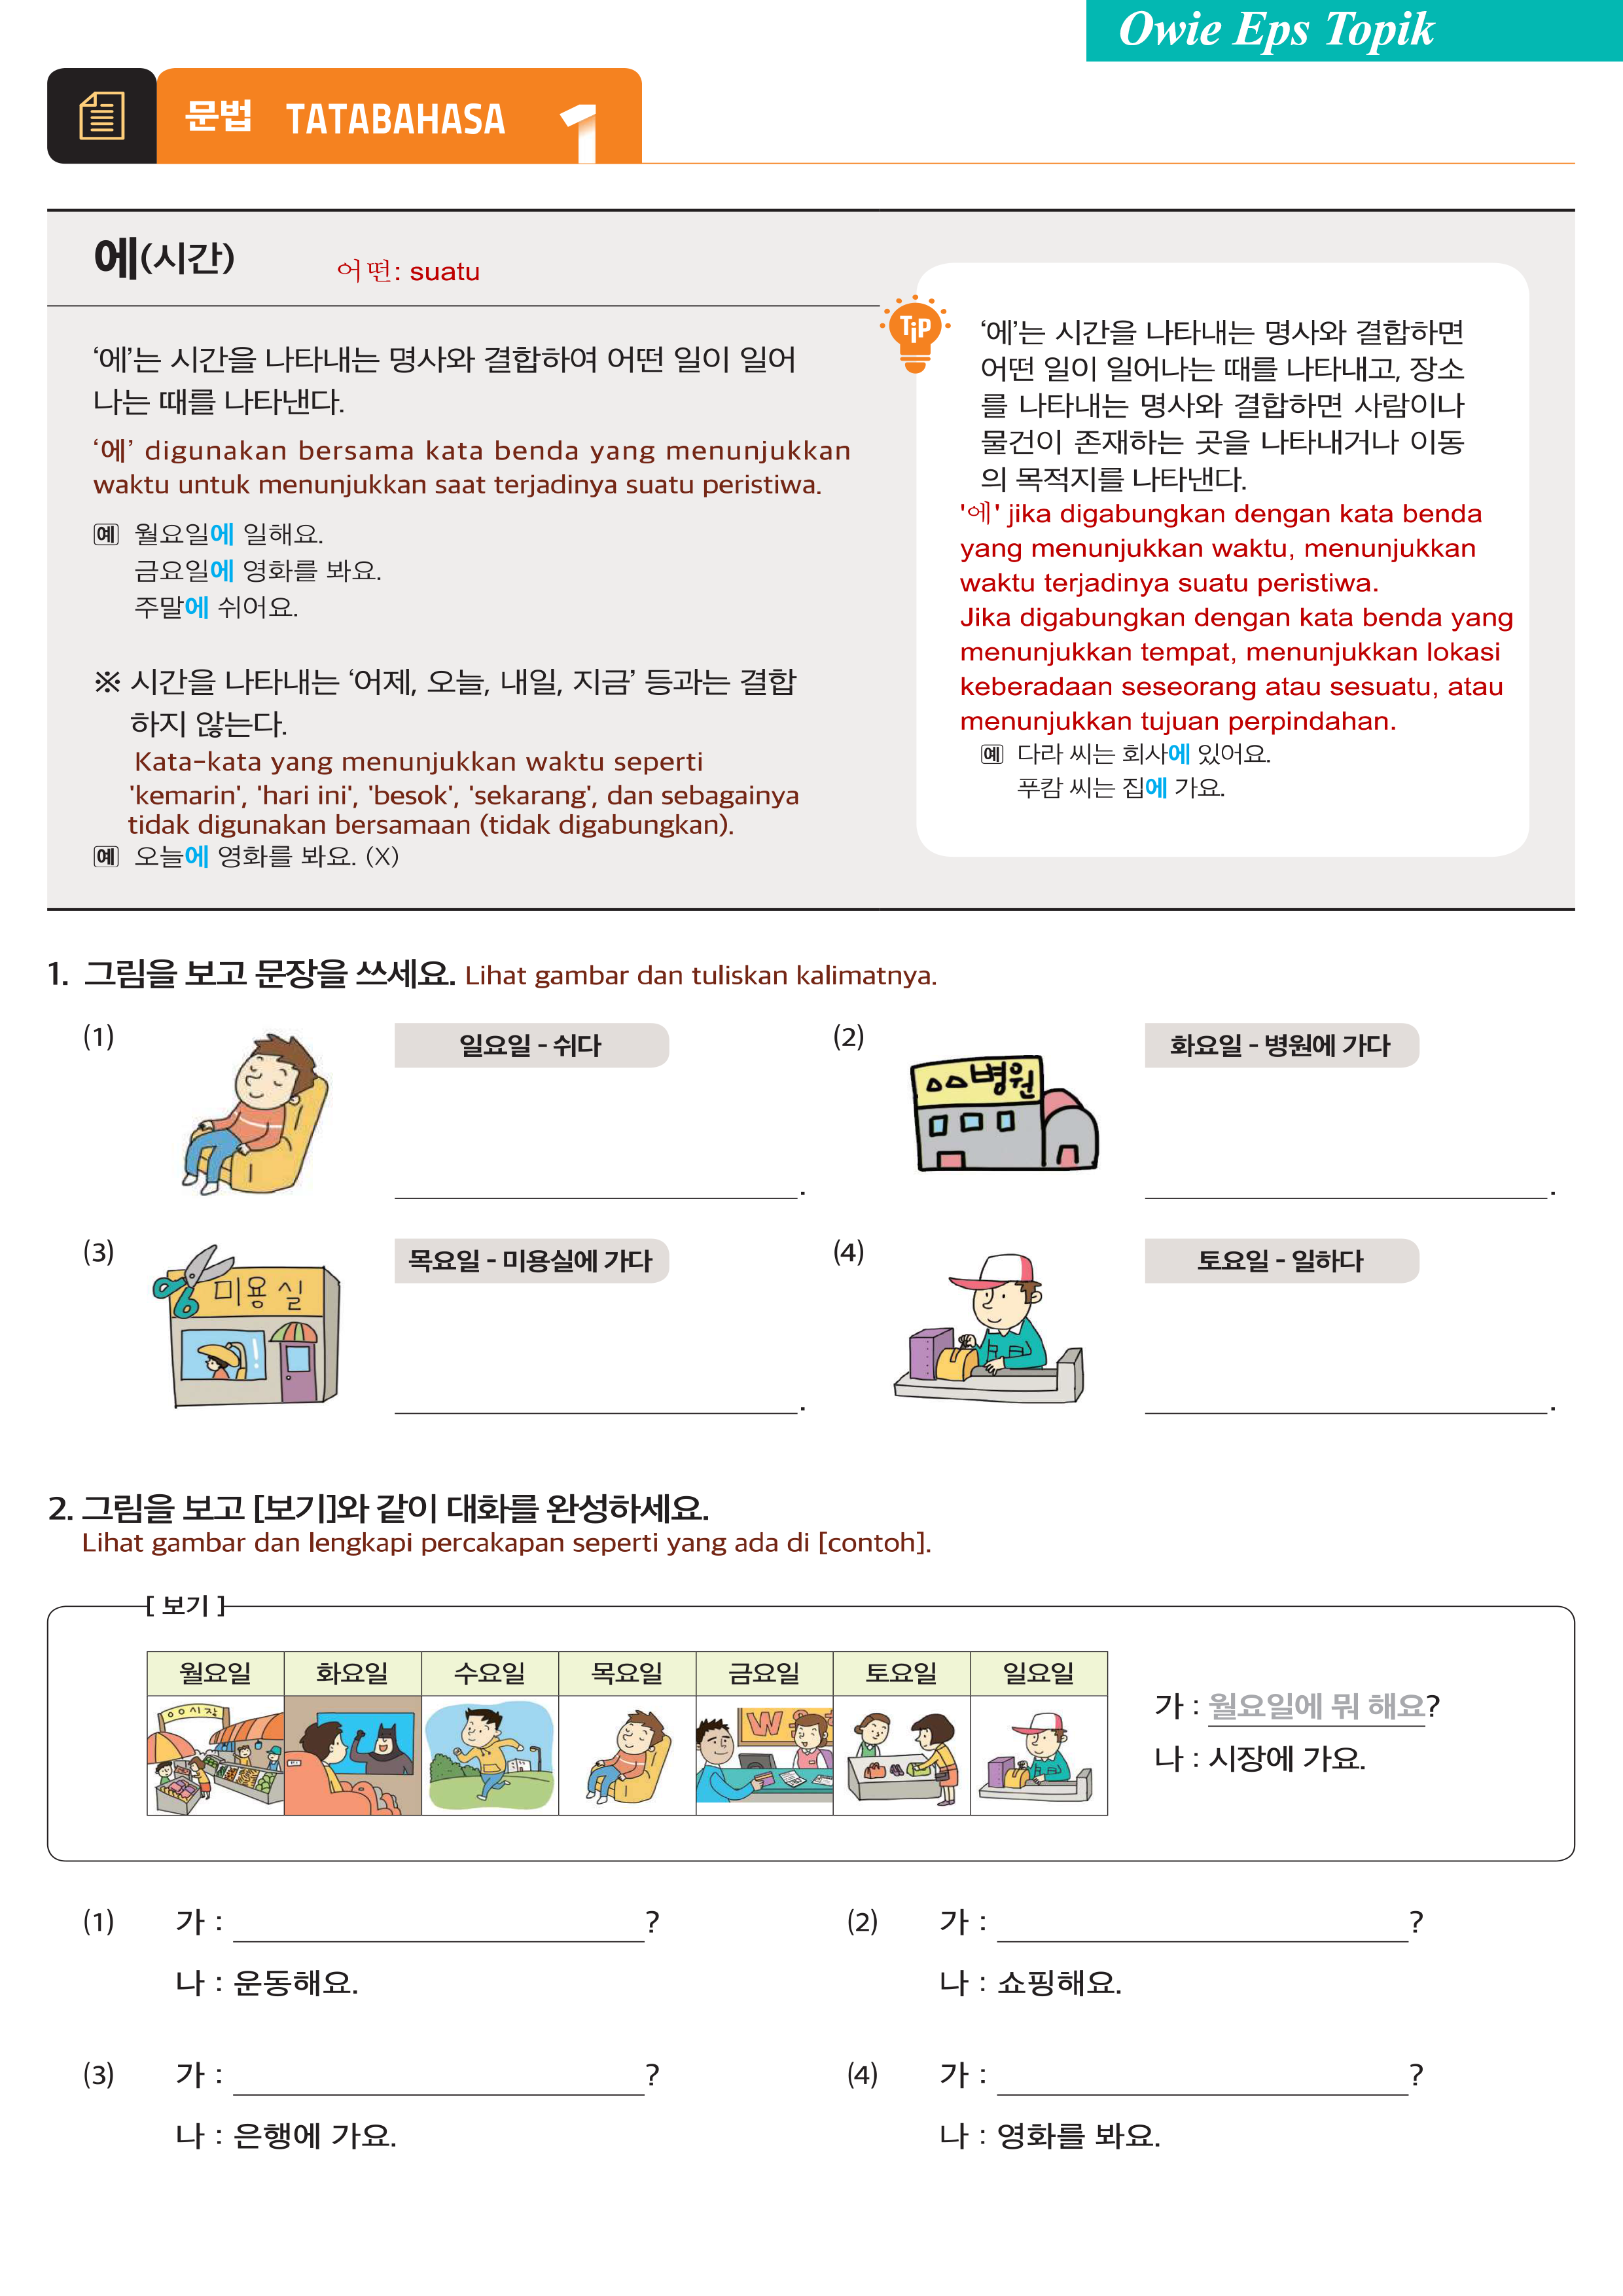 Owie Eps Topik
문법 TATABAHASA 1
에(시간)
어떤: suatu
‘에’는 시간을 나타내는 명사와 결합하여 어떤 일이 일어
나는 때를 나타낸다.
‘에’ digunakan bersama kata benda yang menunjukkan
waktu untuk menunjukkan saat terjadinya suatu peristiwa.
예 월요일에 일해요.
금요일에 영화를 봐요.
주말에 쉬어요.
※ 시간을 나타내는 ‘어제, 오늘, 내일, 지금’ 등과는 결합
하지 않는다.
Kata-kata yang menunjukkan waktu seperti
'kemarin', 'hari ini', 'besok', 'sekarang', dan sebagainya
tidak digunakan bersamaan (tidak digabungkan).
예 오늘에 영화를 봐요. (X)
TiP
‘에’는 시간을 나타내는 명사와 결합하면
어떤 일이 일어나는 때를 나타내고, 장소
를 나타내는 명사와 결합하면 사람이나
물건이 존재하는 곳을 나타내거나 이동
의 목적지를 나타낸다.
'에' jika digabungkan dengan kata benda
yang menunjukkan waktu, menunjukkan
waktu terjadinya suatu peristiwa.
Jika digabungkan dengan kata benda yang
menunjukkan tempat, menunjukkan lokasi
keberadaan seseorang atau sesuatu, atau
menunjukkan tujuan perpindahan.
예 다라 씨는 회사에 있어요.
푸캄 씨는 집에 가요.
1. 그림을 보고 문장을 쓰세요. Lihat gambar dan tuliskan kalimatnya.
(1)
일요일 - 쉬다
.
(2)
병원
화요일 - 병원에 가다
.
(3)
미용실
목요일 - 미용실에 가다
.
(4)
토요일 - 일하다
.
2. 그림을 보고 [보기]와 같이 대화를 완성하세요.
Lihat gambar dan lengkapi percakapan seperti yang ada di [contoh].
[ 보기 ]
월요일 화요일 수요일 목요일 금요일 토요일 일요일
○○시장
W
가 : 월요일에 뭐 해요?
나 : 시장에 가요.
(1) 가 : ?
나 : 운동해요.
(2) 가 : ?
나 : 쇼핑해요.
(3) 가 : ?
나 : 은행에 가요.
(4) 가 : ?
나 : 영화를 봐요.